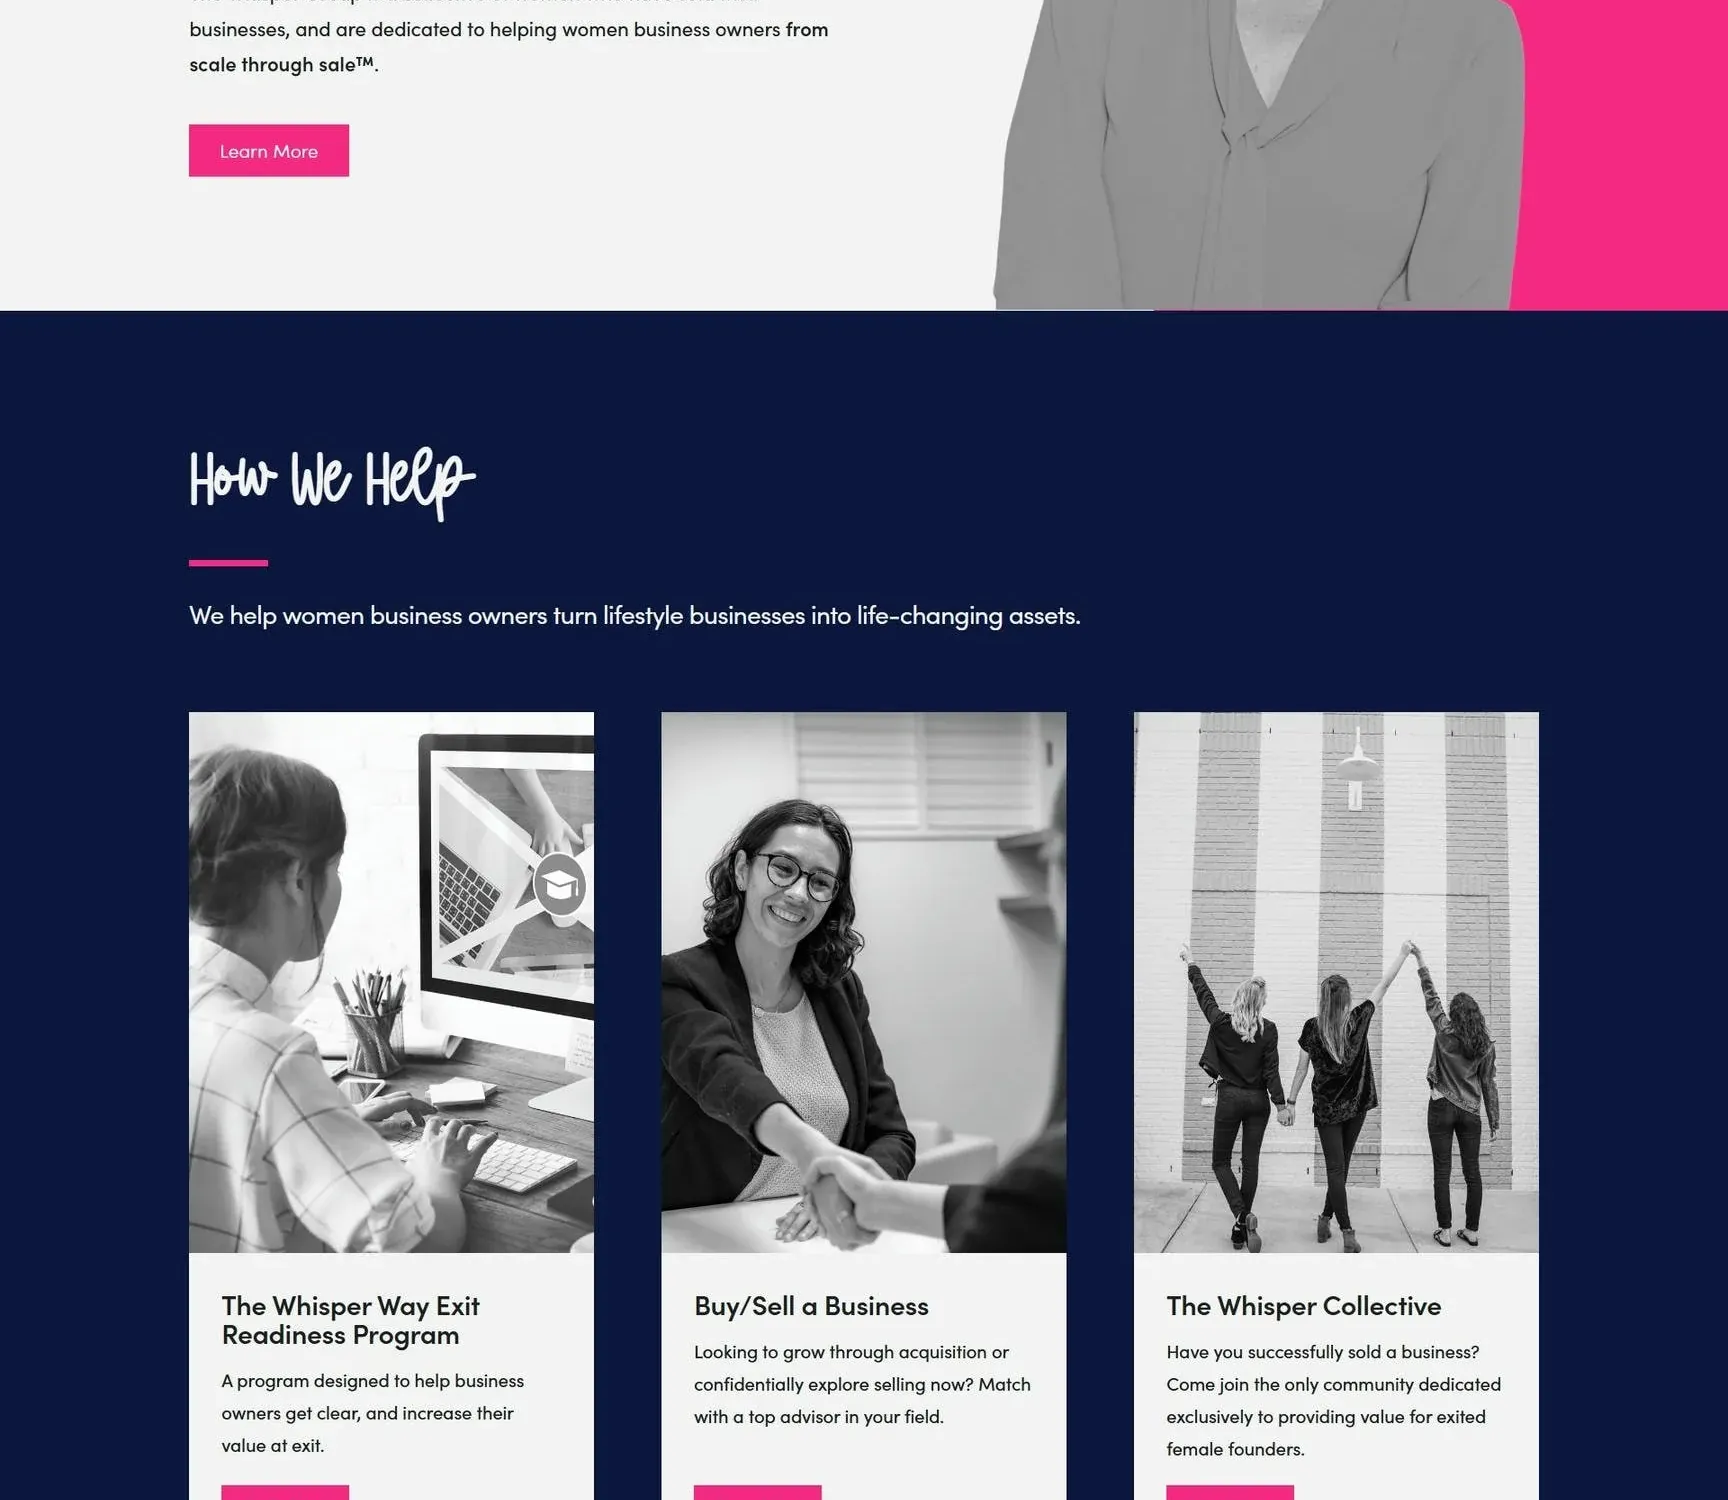 businesses, and are dedicated to helping women business owners from
scale through sale™.
Learn More
How We Help
We help women business owners turn lifestyle businesses into life-changing assets.
The Whisper Way Exit
Readiness Program
A program designed to help business
owners get clear, and increase their
value at exit.
Buy/Sell a Business
Looking to grow through acquisition or
confidentially explore selling now? Match
with a top advisor in your field.
The Whisper Collective
Have you successfully sold a business?
Come join the only community dedicated
exclusively to providing value for exited
female founders.